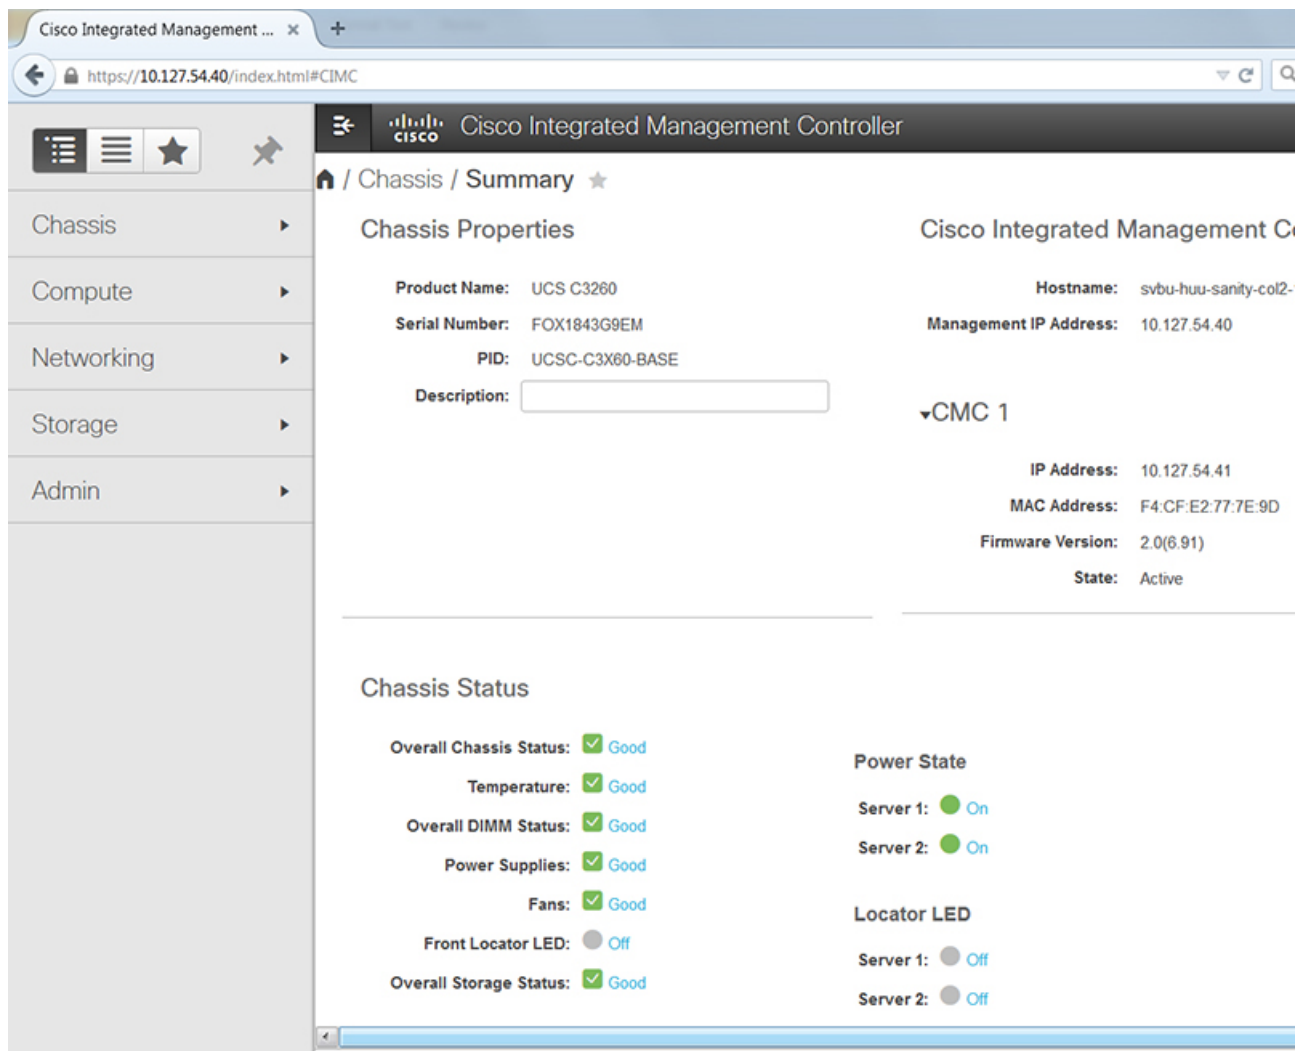 Cisco Integrated Management ...
https://10.127.54.40/index.html#CIMC
cisco Cisco Integrated Management Controller
/ Chassis / Summary
Chassis
Compute
Networking
Storage
Admin
Chassis Properties
Product Name: UCS C3260
Serial Number: FOX1843G9EM
PID: UCSC-C3X60-BASE
Description:
Cisco Integrated Management
Hostname: svbu-huu-sanity-col2-
Management IP Address: 10.127.54.40
CMC 1
IP Address: 10.127.54.41
MAC Address: F4:CF:E2:77:7E:9D
Firmware Version: 2.0(6.91)
State: Active
Chassis Status
Overall Chassis Status: Good
Temperature: Good
Overall DIMM Status: Good
Power Supplies: Good
Fans: Good
Front Locator LED: Off
Overall Storage Status: Good
Power State
Server 1: On
Server 2: On
Locator LED
Server 1: Off
Server 2: Off